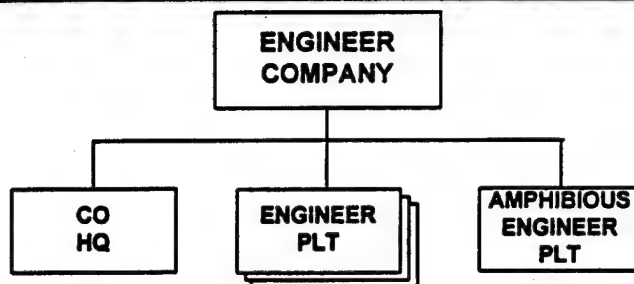 ENGINEER
COMPANY
CO
HQ
ENGINEER
PLT
AMPHIBIOUS
ENGINEER
PLT